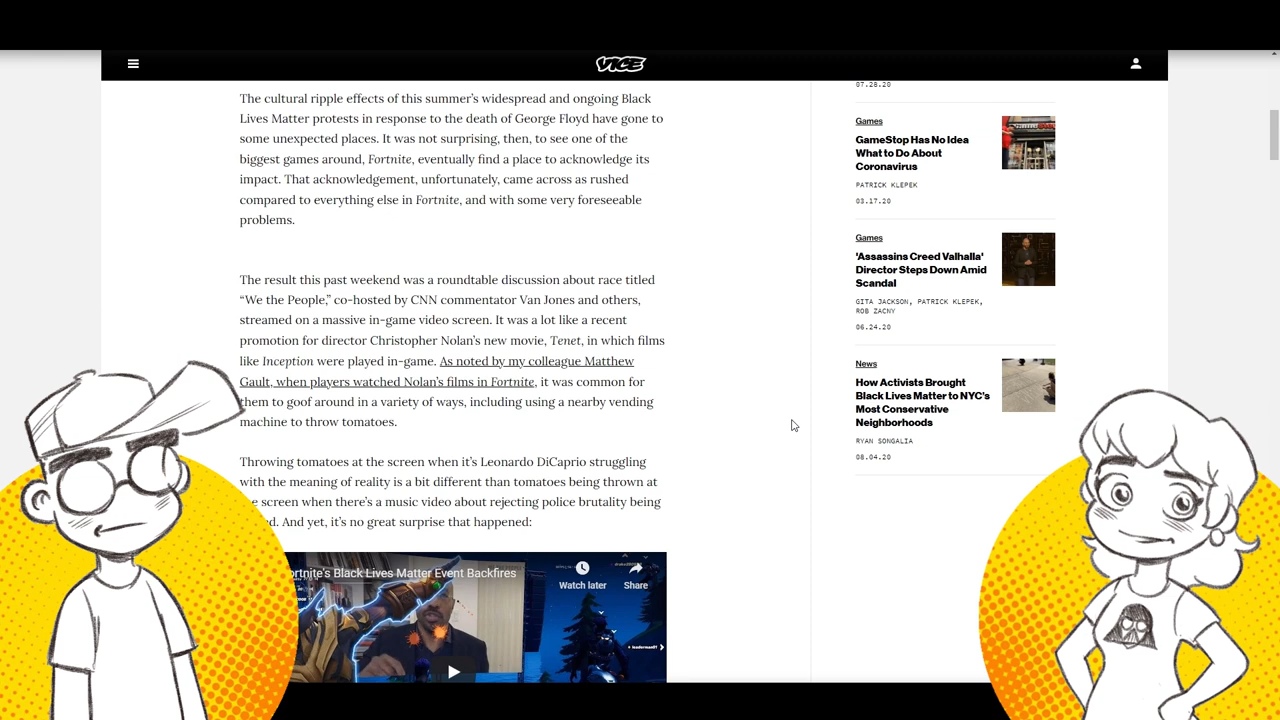 VICE
The cultural ripple effects of this summer's widespread and ongoing Black
Lives Matter protests in response to the death of George Floyd have gone to
some unexpected places. It was not surprising, then, to see one of the
biggest games around, Fortnite, eventually find a place to acknowledge its
impact. That acknowledgement, unfortunately, came across as rushed
compared to everything else in Fortnite, and with some very foreseeable
problems.
The result this past weekend was a roundtable discussion about race titled
“We the People,” co-hosted by CNN commentator Van Jones and others,
streamed on a massive in-game video screen. It was a lot like a recent
promotion for director Christopher Nolan's new movie, Tenet, in which films
like Inception were played in-game. As noted by my colleague Matthew
Gault, when players watched Nolan's films in Fortnite, it was common for
them to goof around in a variety of ways, including using a nearby vending
machine to throw tomatoes.
Throwing tomatoes at the screen when it's Leonardo DiCaprio struggling
with the meaning of reality is a bit different than tomatoes being thrown at
screen when there's a music video about rejecting police brutality being
And yet, it's no great surprise that happened:
ortnite's Black Lives Matter Event Backfires
Watch later
Share
07.28.20
Games
GameStop Has No Idea
What to Do About
Coronavirus
PATRICK KLEPEK
03.17.20
Games
'Assassins Creed Valhalla'
Director Steps Down Amid
Scandal
GITA JACKSON, PATRICK KLEPEK,
ROB ZACNY
06.24.20
News
How Activists Brought
Black Lives Matter to NYC's
Most Conservative
Neighborhoods
RYAN SONGALIA
08.04.20